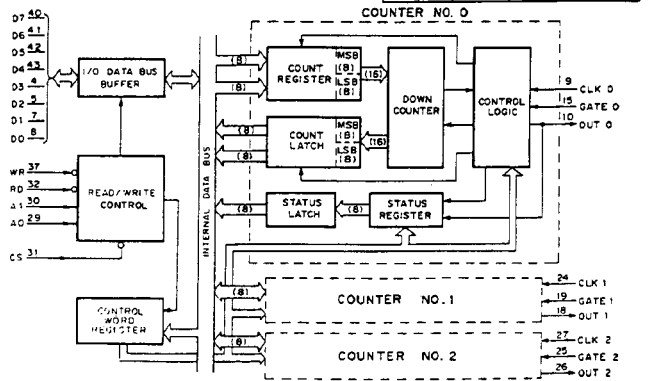 COUNTER NO. 0
D7 40
D6 41
D5 42
D4 43
D3 4
D2 5
D1 7
D0 8
I/O DATA BUS
BUFFER
WR 37
RD 32
A1 30
A0 29
CS 31
READ/WRITE
CONTROL
CONTROL
WORD
REGISTER
INTERNAL DATA BUS
(8)
(8)
COUNT
REGISTER
MSB
(8)
LSB
(8)
(16)
DOWN
COUNTER
CONTROL
LOGIC
9 CLK 0
15 GATE 0
10 OUT 0
(8)
(8)
COUNT
LATCH
MSB
(8)
LSB
(8)
(16)
(8)
STATUS
LATCH
(8)
STATUS
REGISTER
(8)
COUNTER NO. 1
24 CLK 1
19 GATE 1
18 OUT 1
(8)
COUNTER NO. 2
27 CLK 2
25 GATE 2
26 OUT 2